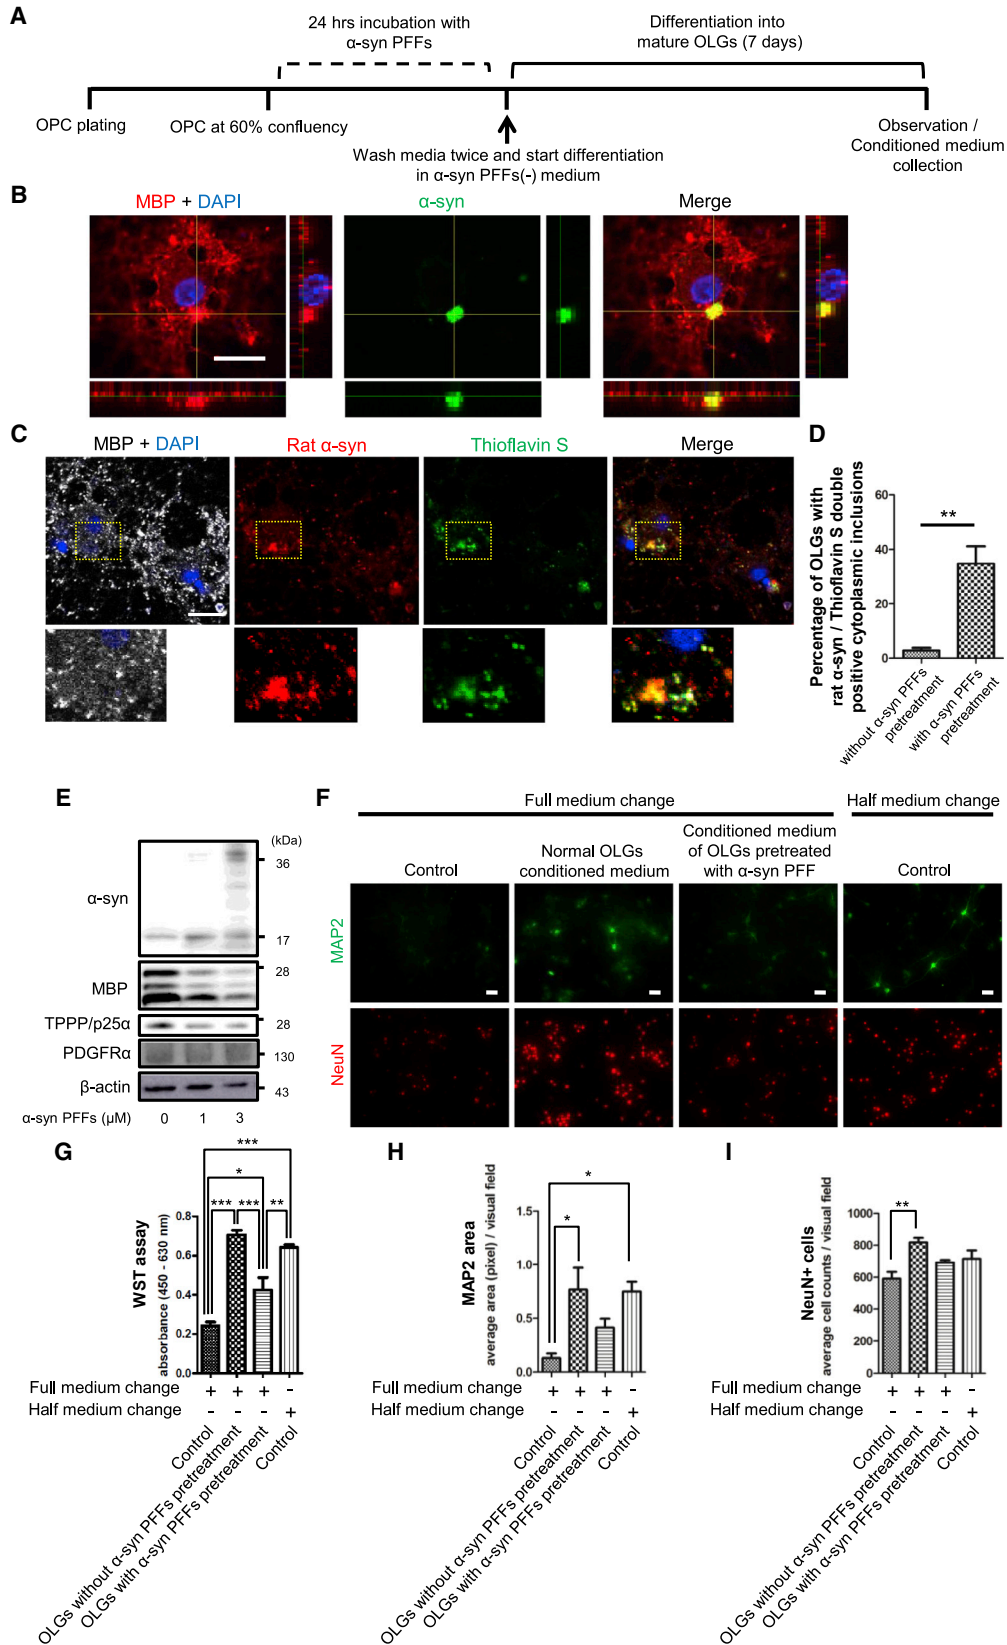 A
24 hrs incubation with
α-syn PFFs
Differentiation into
mature OLGs (7 days)
OPC plating
OPC at 60% confluency
Wash media twice and start differentiation
in α-syn PFFs(-) medium
Observation /
Conditioned medium
collection
B
MBP + DAPI
α-syn
Merge
C
MBP + DAPI
Rat α-syn
Thioflavin S
Merge
D
Percentage of OLGs with
rat α-syn / Thioflavin S double
positive cytoplasmic inclusions
60
40
20
0
**
without α-syn PFFs
pretreatment
with α-syn PFFs
pretreatment
E
(kDa)
α-syn
36
17
MBP
28
TPPP/p25α
28
PDGFRα
130
β-actin
43
α-syn PFFs (µM)
0
1
3
F
Full medium change
Half medium change
Control
Normal OLGs
conditioned medium
Conditioned medium
of OLGs pretreated
with α-syn PFF
Control
MAP2
NeuN
G
***
*
***
***
**
WST assay
absorbance (450 - 630 nm)
0.8
0.6
0.4
0.2
0.0
Full medium change + + + -
Half medium change - - - +
Control
OLGs without α-syn PFFs pretreatment
OLGs with α-syn PFFs pretreatment
Control
H
*
*
MAP2 area
average area (pixel) / visual field
1.5
1.0
0.5
0.0
Full medium change + + + -
Half medium change - - - +
Control
OLGs without α-syn PFFs pretreatment
OLGs with α-syn PFFs pretreatment
Control
I
**
NeuN+ cells
average cell counts / visual field
1000
800
600
400
200
0
Full medium change + + + -
Half medium change - - - +
Control
OLGs without α-syn PFFs pretreatment
OLGs with α-syn PFFs pretreatment
Control